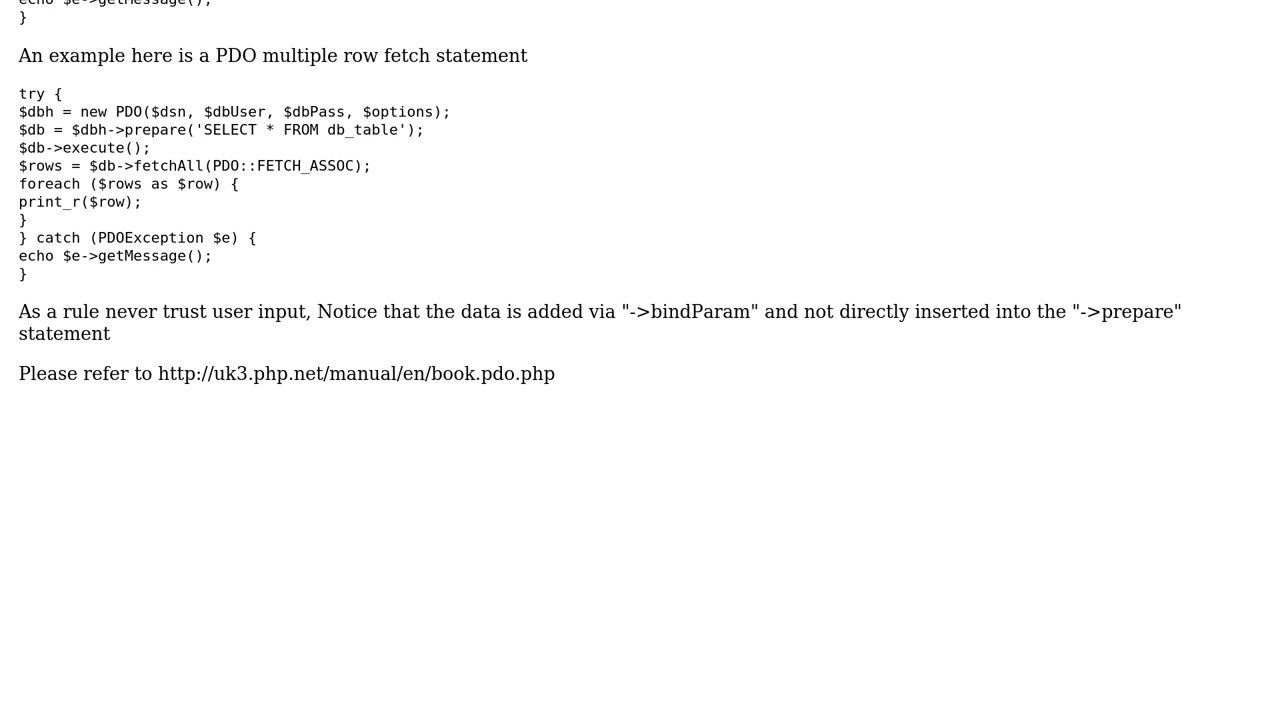 echo $e->getMessage();
}
An example here is a PDO multiple row fetch statement
try {
$dbh = new PDO($dsn, $dbUser, $dbPass, $options);
$db = $dbh->prepare('SELECT * FROM db_table');
$db->execute();
$rows = $db->fetchAll(PDO::FETCH_ASSOC);
foreach ($rows as $row) {
print_r($row);
}
} catch (PDOException $e) {
echo $e->getMessage();
}
As a rule never trust user input, Notice that the data is added via "->bindParam" and not directly inserted into the "->prepare"
statement
Please refer to http://uk3.php.net/manual/en/book.pdo.php